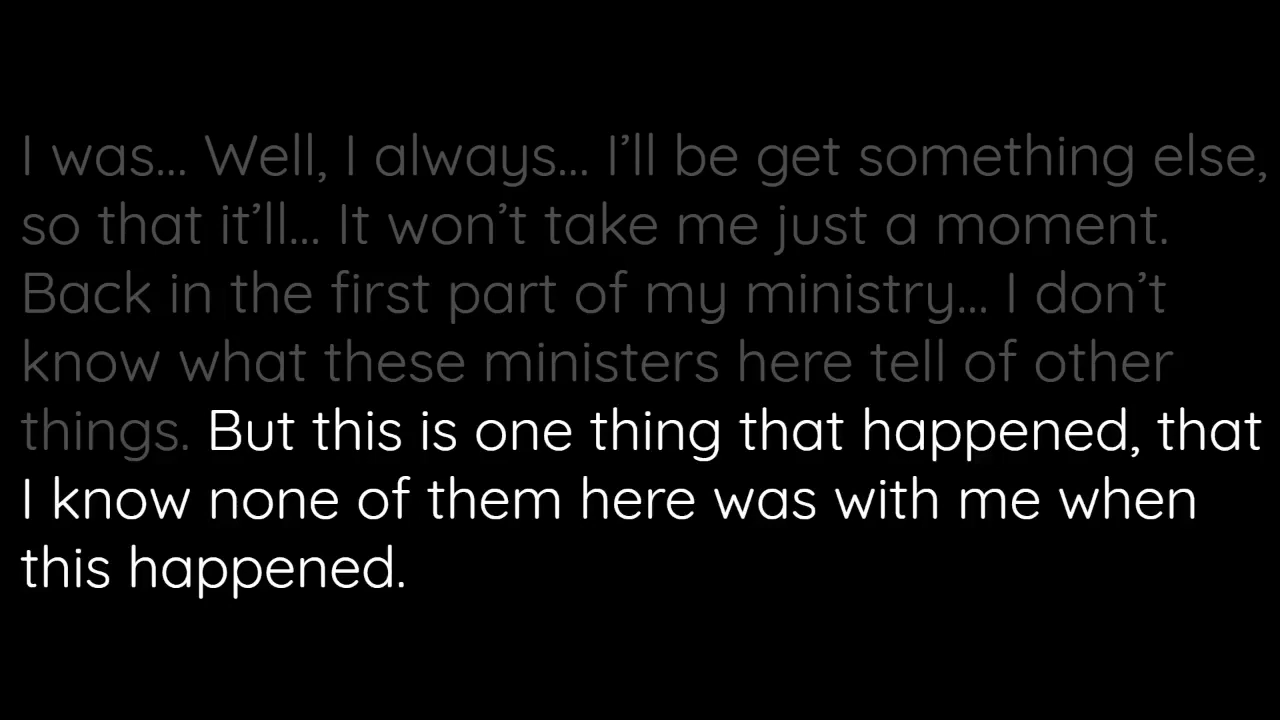 I was... Well, I always... I’ll be get something else,
so that it’ll... It won’t take me just a moment.
Back in the first part of my ministry... I don’t
know what these ministers here tell of other
things. But this is one thing that happened, that
I know none of them here was with me when
this happened.